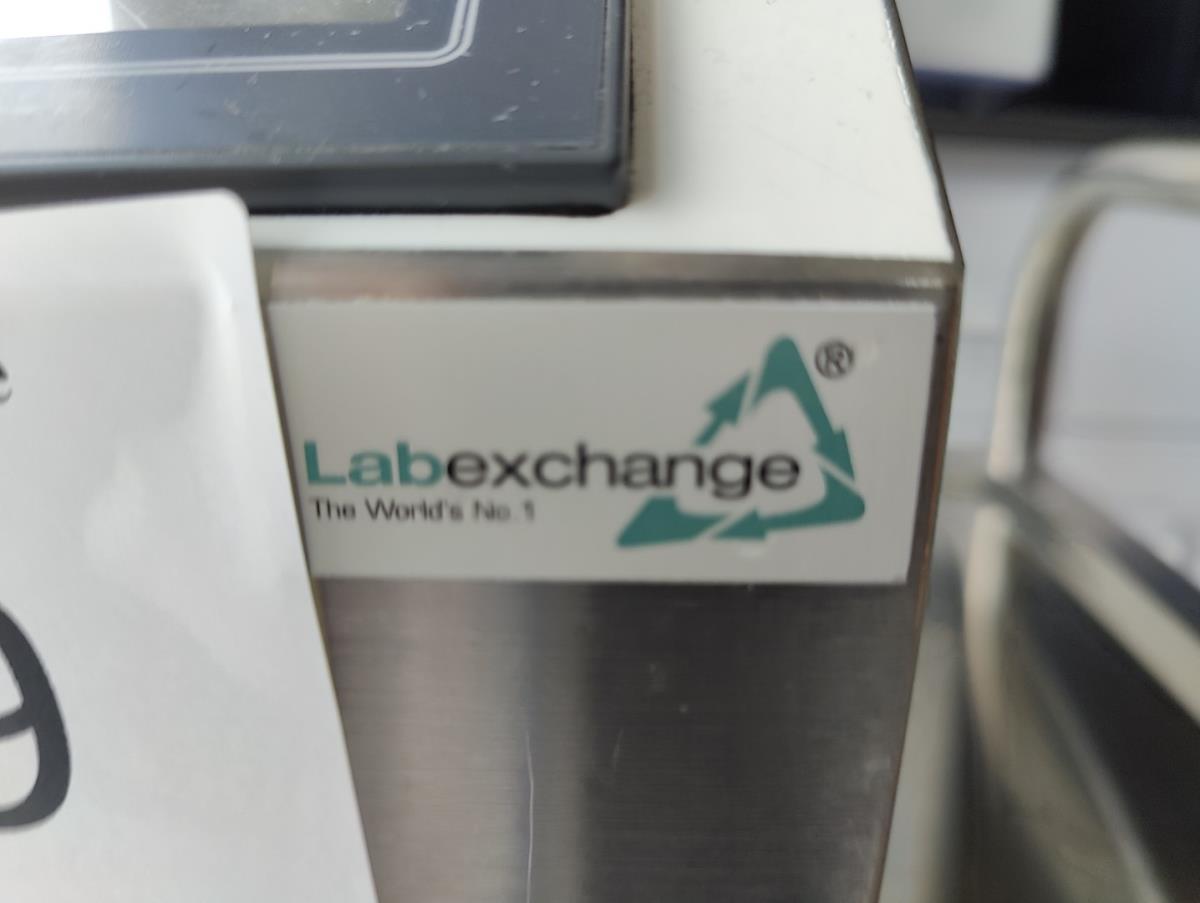 Labexchange ®
The World's No. 1